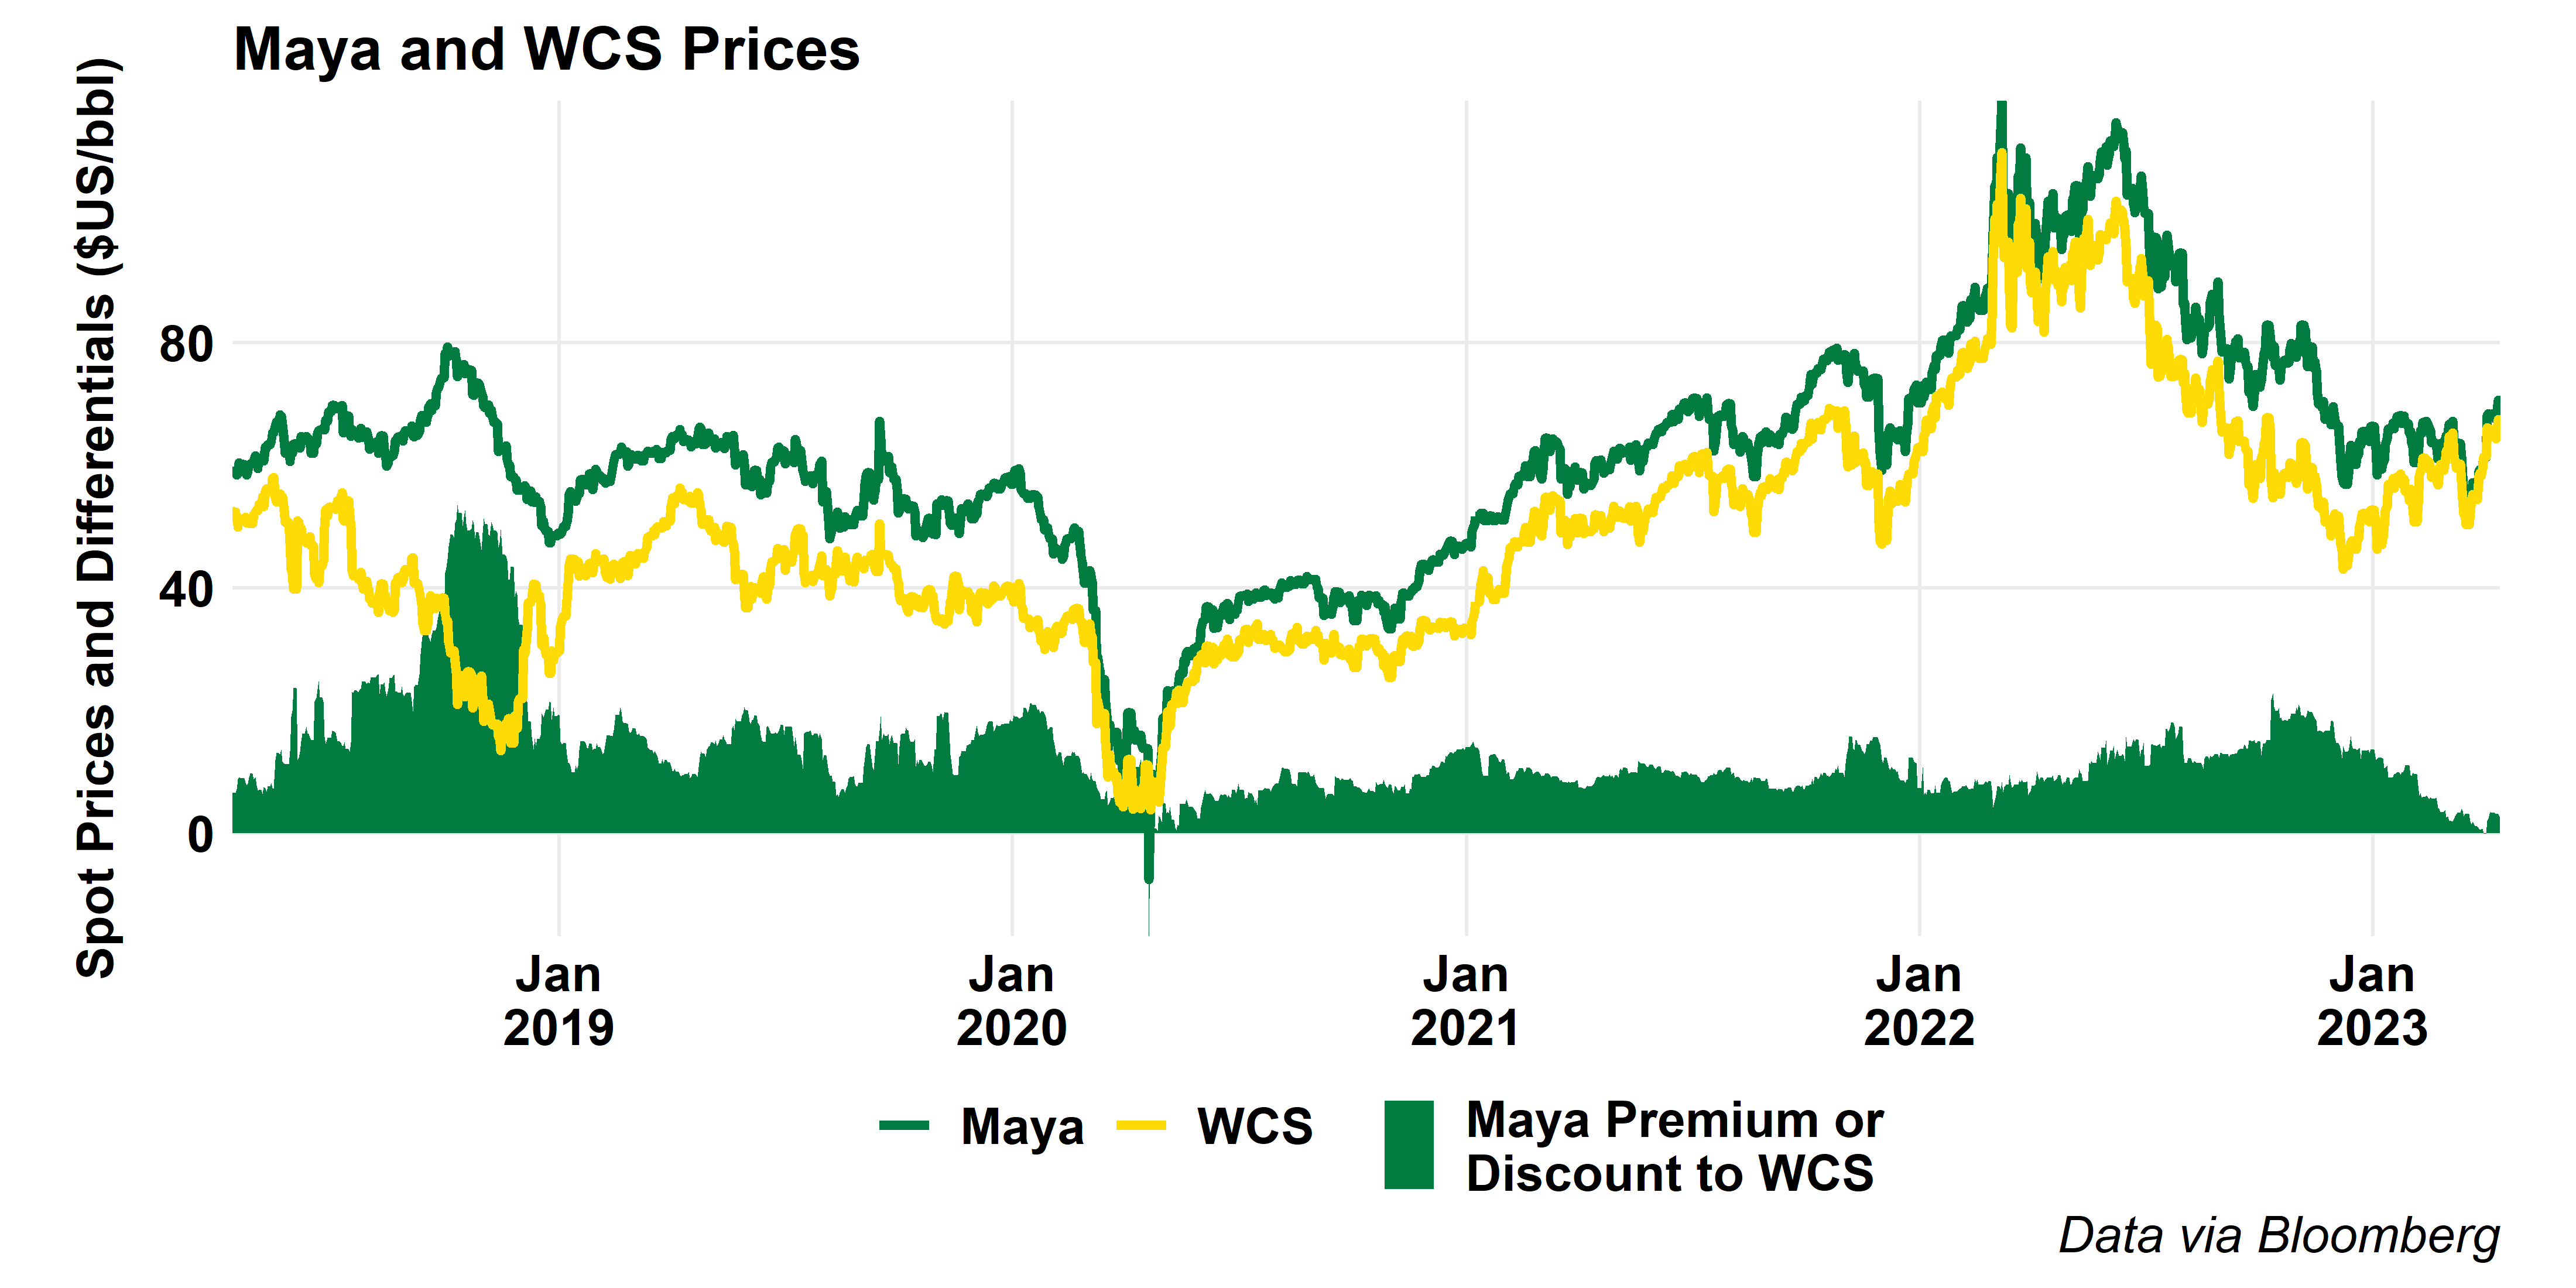 Maya and WCS Prices
Spot Prices and Differentials ($US/bbl)
80
40
0
Jan
2019
Jan
2020
Jan
2021
Jan
2022
Jan
2023
Maya
WCS
Maya Premium or
Discount to WCS
Data via Bloomberg